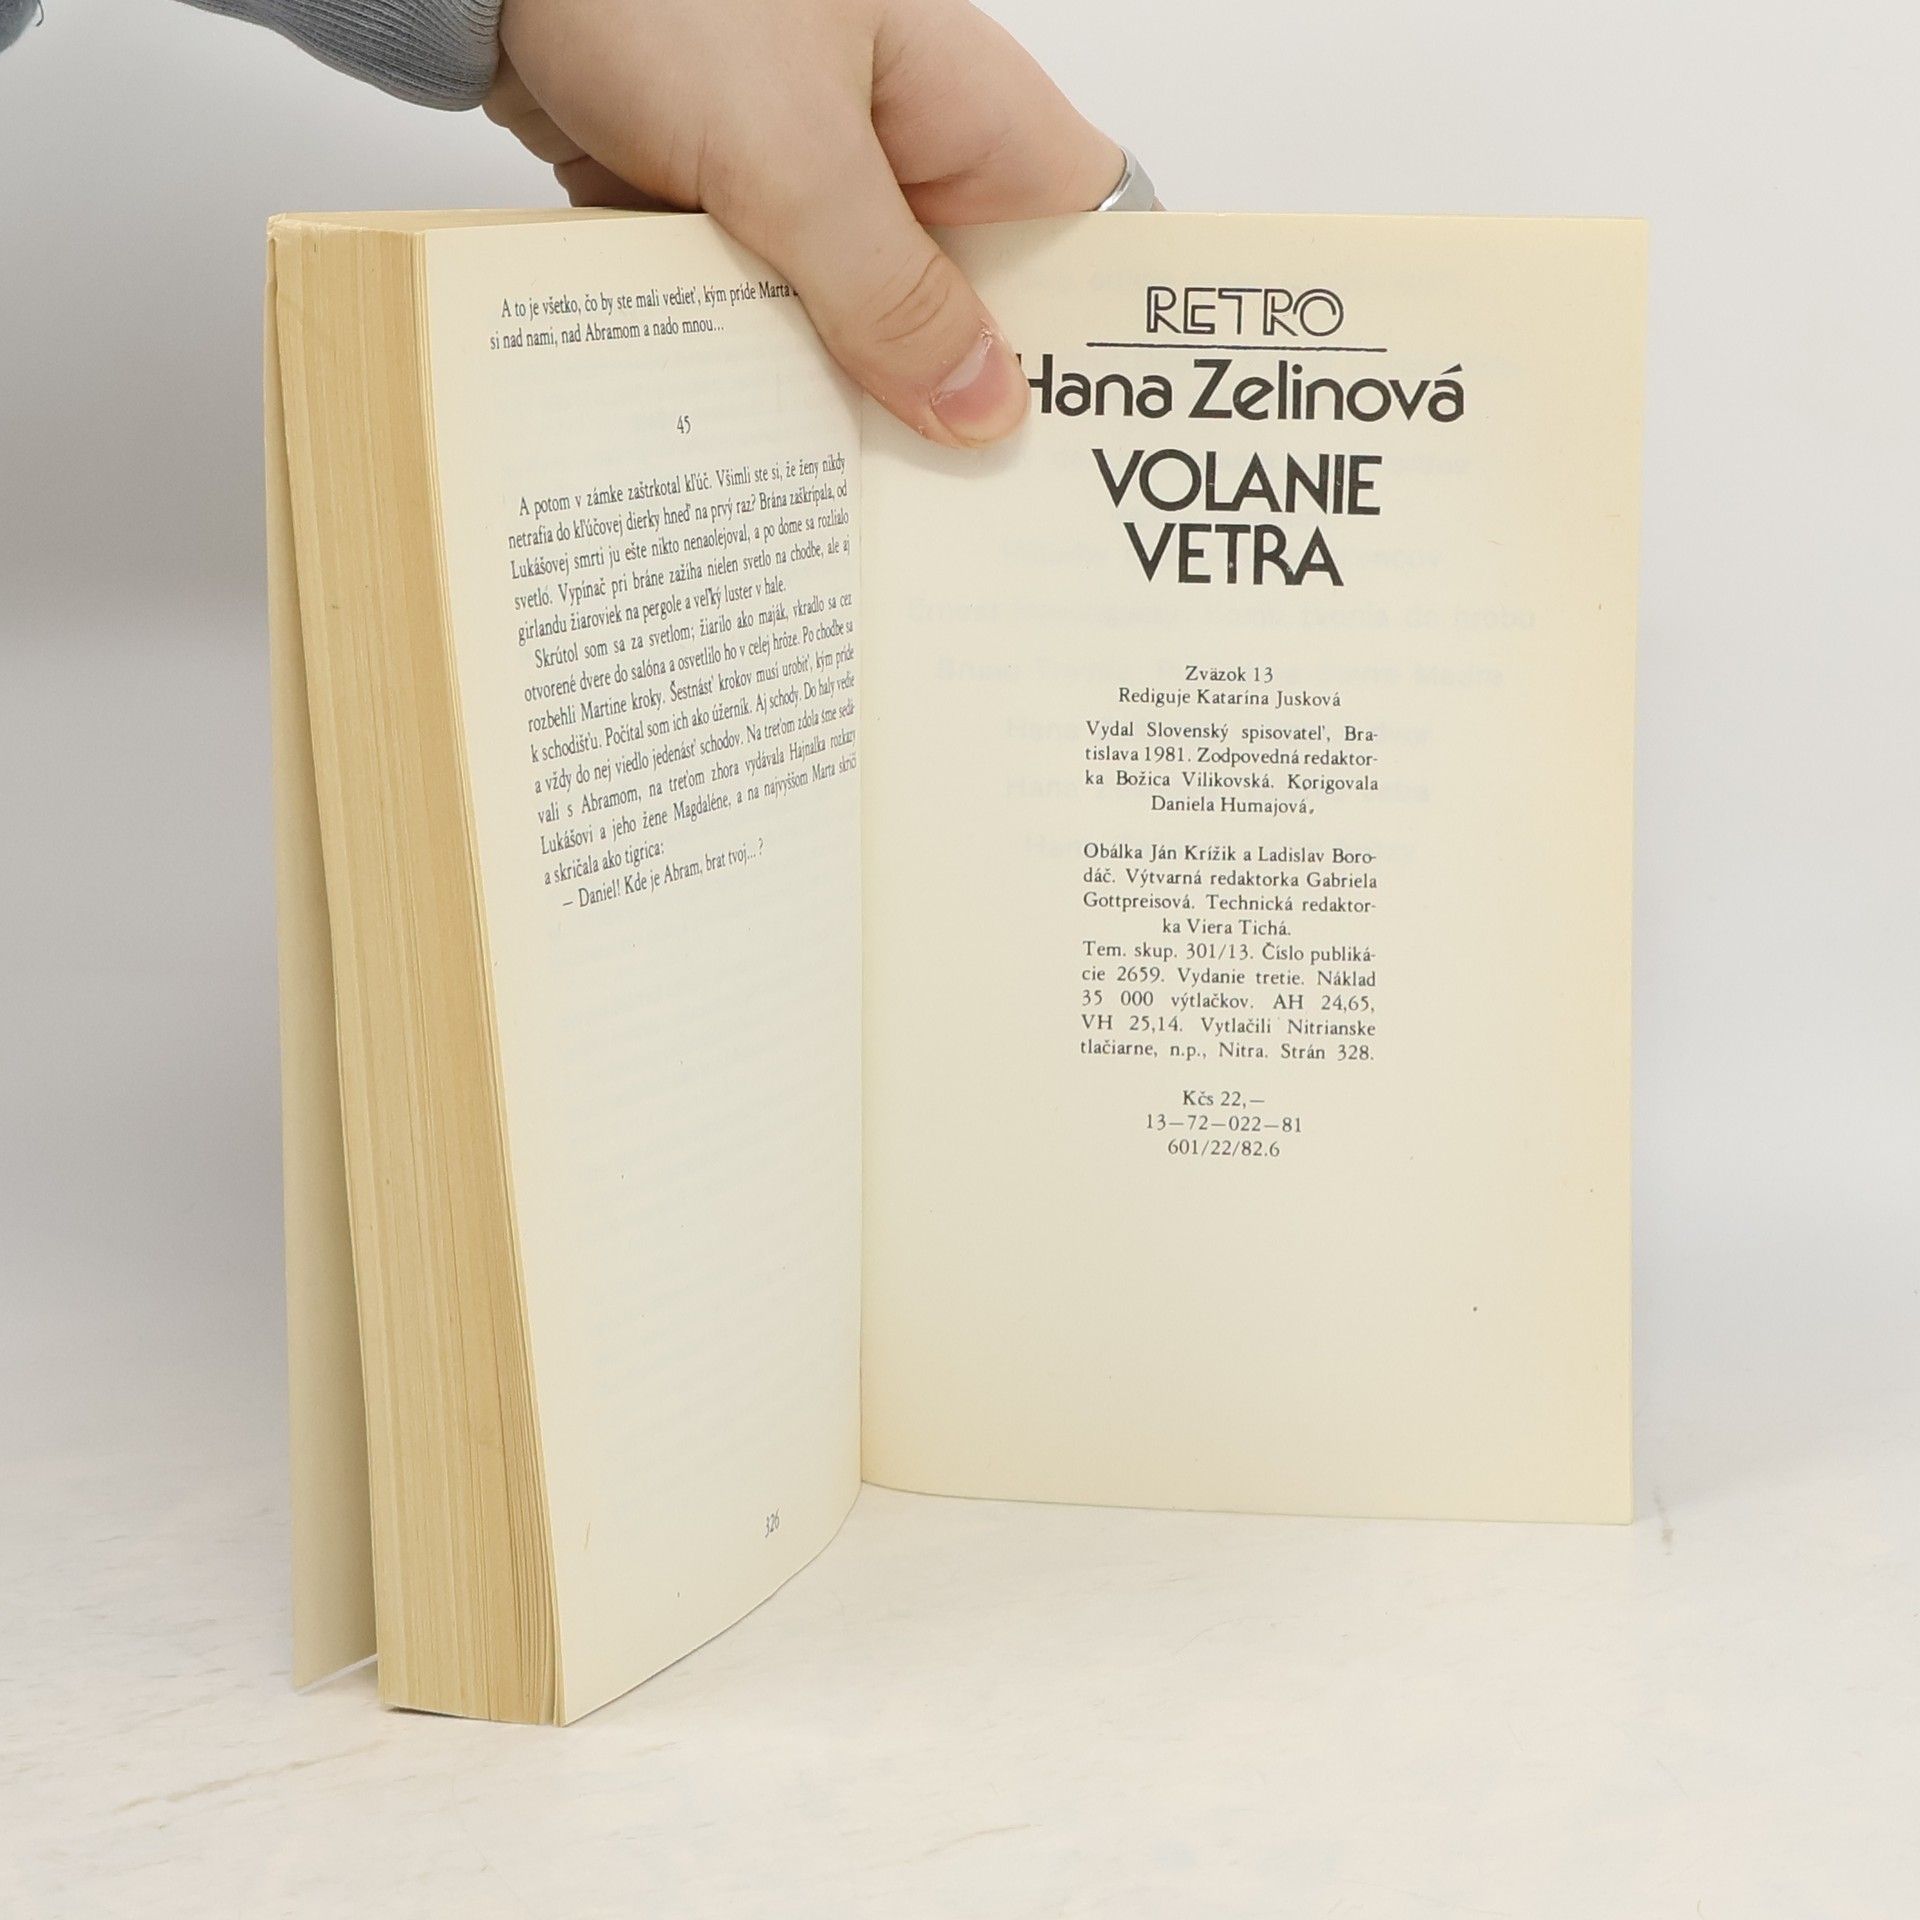 A to je všetko, čo by ste mali vedieť, kým príde Marta
si nad nami, nad Abramom a nado mnou...
45
A potom v zámke zaštrkotal kľúč. Všimli ste si, že ženy nikdy
netrafia do kľúčovej dierky hneď na prvý raz? Brána zaškrípala, od
Lukášovej smrti ju ešte nikto nenaolejoval, a po dome sa rozlialo
svetlo. Vypínač pri bráne zažíha nielen svetlo na chodbe, ale aj
girlandu žiaroviek na pergole a veľký luster v hale.
Skrútol som sa za svetlom; žiarilo ako maják, vkradlo sa cez
otvorené dvere do salóna a osvetlilo ho v celej hrôze. Po chodbe sa
rozbehli Martine kroky. Šestnásť krokov musí urobiť, kým príde
k schodišťu. Počítal som ich ako úžerník. Aj schody. Do haly vedie
a vždy do nej viedlo jedenásť schodov. Na treťom zdola sme sedá-
vali s Abramom, na treťom zhora vydávala Hajnalka rozkazy
Lukášovi a jeho žene Magdaléne, a na najvyššom Marta skričí
a skričala ako tigrica:
— Daniel! Kde je Abram, brat tvoj...?
326
RETRO
Hana Zelinová
VOLANIE
VETRA
Zväzok 13
Rediguje Katarína Jusková
Vydal Slovenský spisovateľ, Bra-
tislava 1981. Zodpovedná redaktor-
ka Božica Vilikovská. Korigovala
Daniela Humajová.
Obálka Ján Krížik a Ladislav Boro-
dáč. Výtvarná redaktorka Gabriela
Gottpreisová. Technická redaktor-
ka Viera Tichá.
Tem. skup. 301/13. Číslo publiká-
cie 2659. Vydanie tretie. Náklad
35 000 výtlačkov. AH 24,65,
VH 25,14. Vytlačili Nitrianske
tlačiarne, n.p., Nitra. Strán 328.
Kčs 22,—
13—72—022—81
601/22/82.6